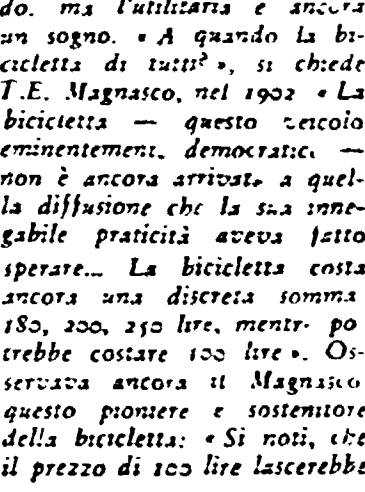 do. ma l'utilitaria è ancora
un sogno. « A quando la bi-
cicletta di tutti? », si chiede
T.E. Magnasco, nel 1902 « La
bicicletta — questo veicolo
eminentement. democratic. —
non è ancora arrivata a quel-
la diffusione che la sua inne-
gabile praticità aveva fatto
sperare... La bicicletta costa
ancora una discreta somma
180, 200, 250 lire, mentr. po
trebbe costare 100 lire ». Os-
servava ancora il Magnasco
questo pioniere e sostenitore
della bicicletta: « Si noti, che
il prezzo di 100 lire lascerebbe